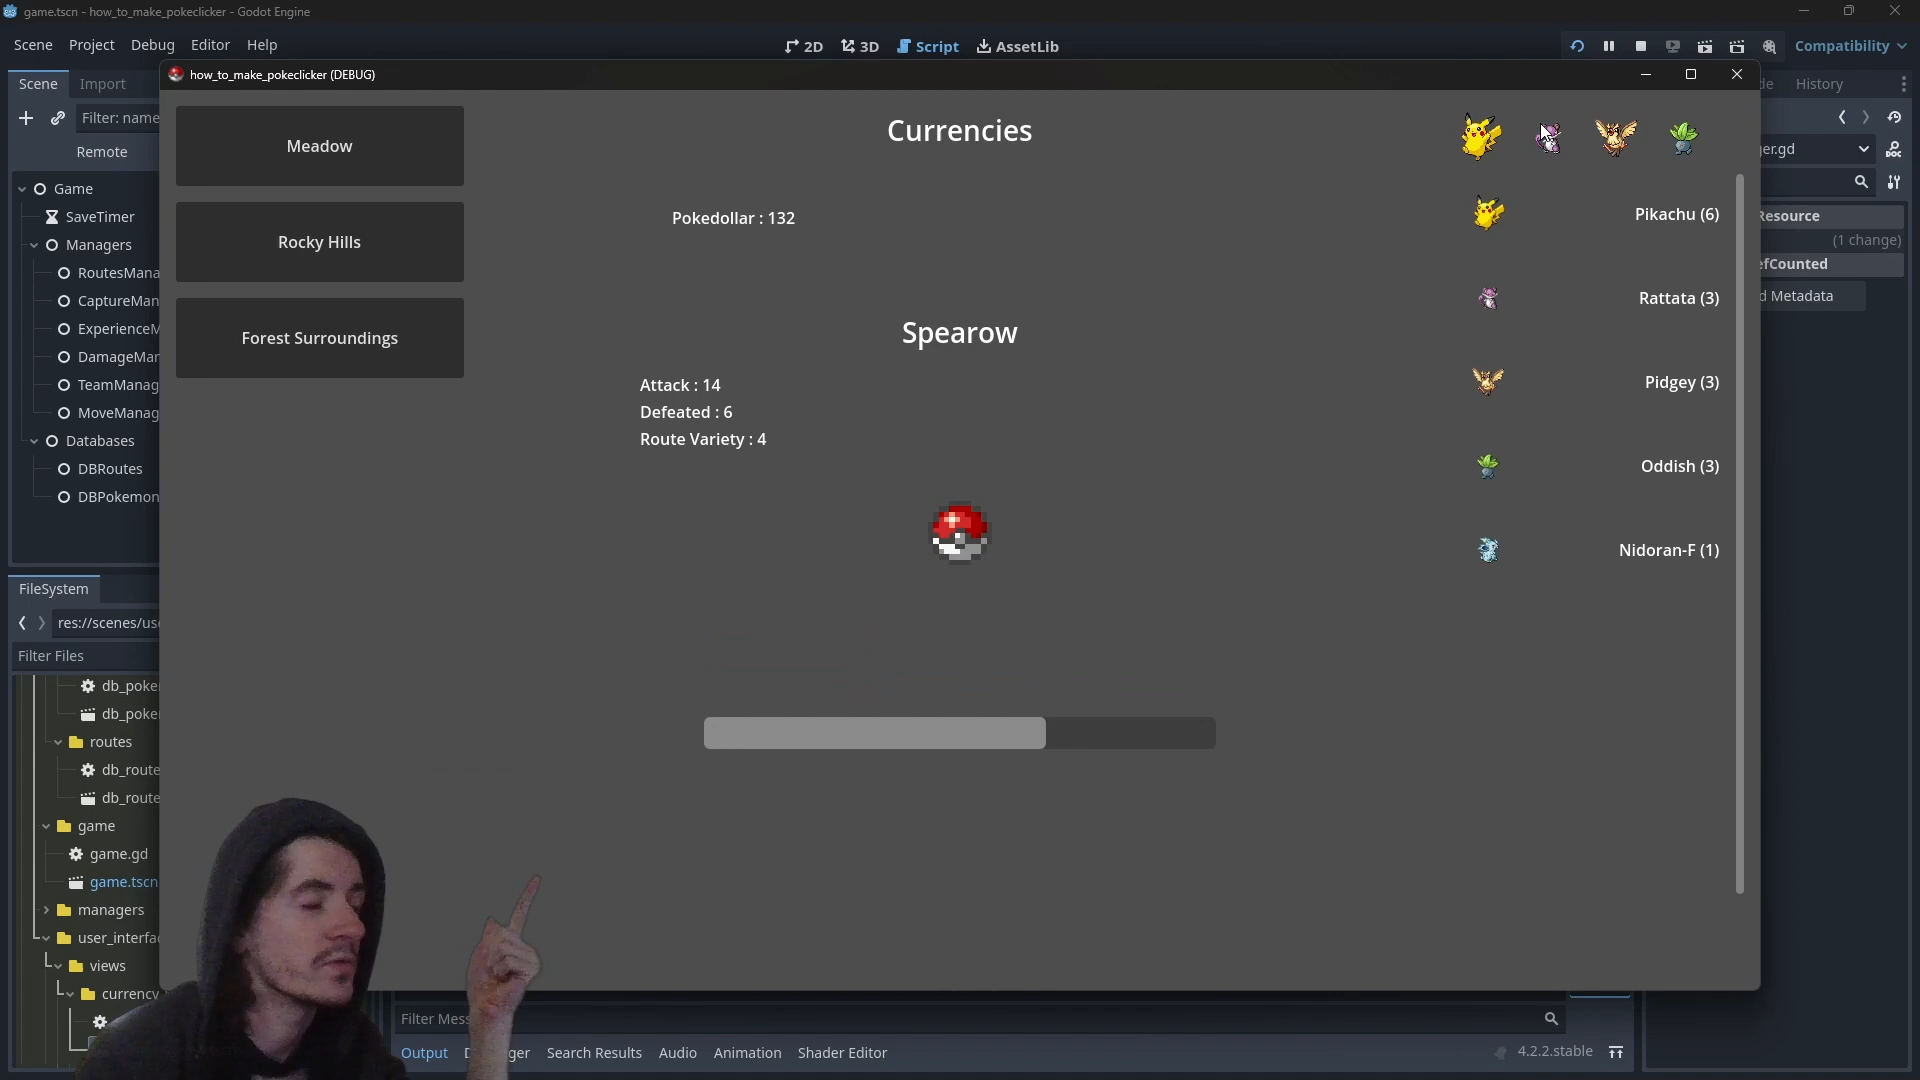 game.tscn - how_to_make_pokeclicker - Godot Engine
Scene Project Debug Editor Help
2D 3D Script AssetLib
Compatibility
Scene Import
how_to_make_pokeclicker (DEBUG)
de History
Filter: name
Remote
er.gd
Game
SaveTimer
Managers
RoutesMana
CaptureMan
ExperienceM
DamageMan
TeamManag
MoveManag
Databases
DBRoutes
DBPokemon
FileSystem
res://scenes/use
Filter Files
db_poke
db_poke
routes
db_route
db_route
game
game.gd
game.tscn
managers
user_interfa
views
currency
Meadow
Rocky Hills
Forest Surroundings
Currencies
Pokedollar : 132
Spearow
Attack : 14
Defeated : 6
Route Variety : 4
Pikachu (6)
Rattata (3)
Pidgey (3)
Oddish (3)
Nidoran-F (1)
Resource
(1 change)
efCounted
d Metadata
Filter Mess
Output D gger Search Results Audio Animation Shader Editor
4.2.2.stable